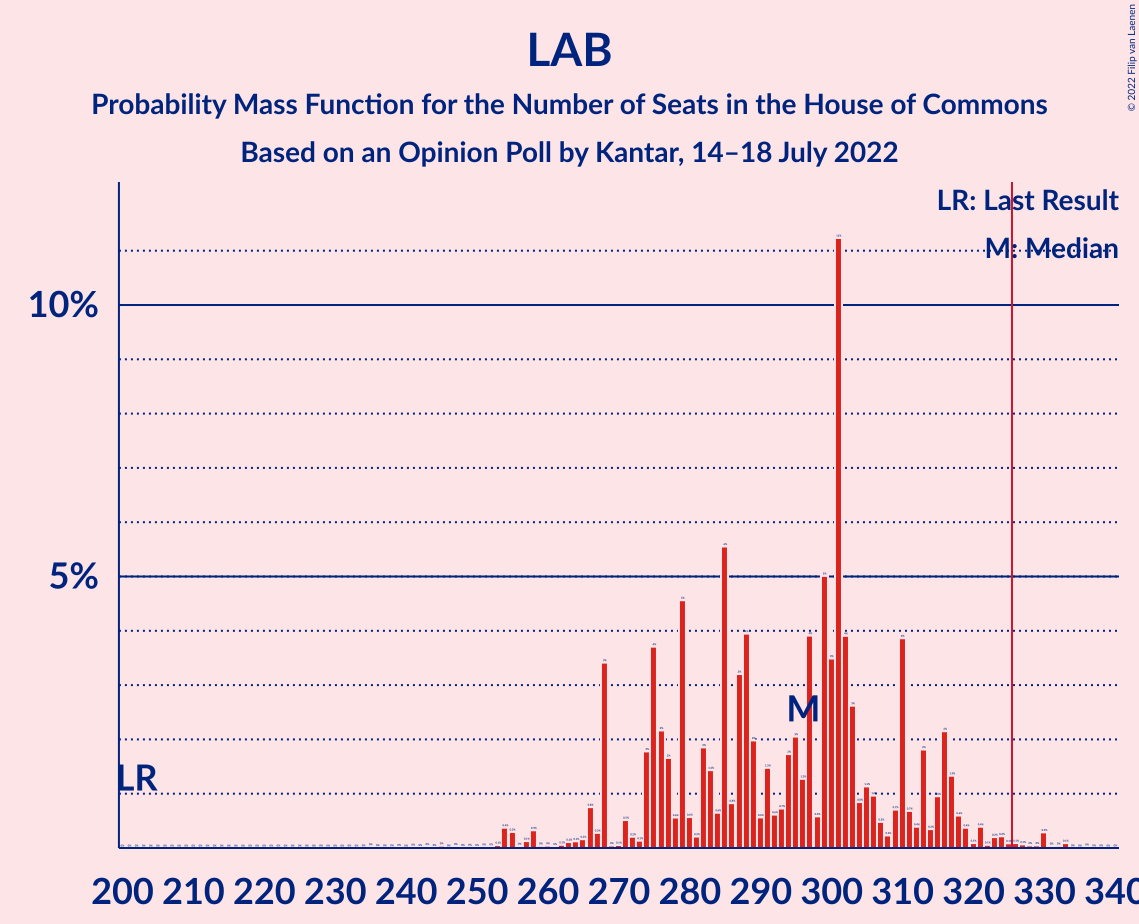 LAB
Probability Mass Function for the Number of Seats in the House of Commons
Based on an Opinion Poll by Kantar, 14–18 July 2022
© 2022 Filip van Laenen
LR: Last Result
M: Median
10%
5%
M
LR
200 210 220 230 240 250 260 270 280 290 300 310 320 330 340